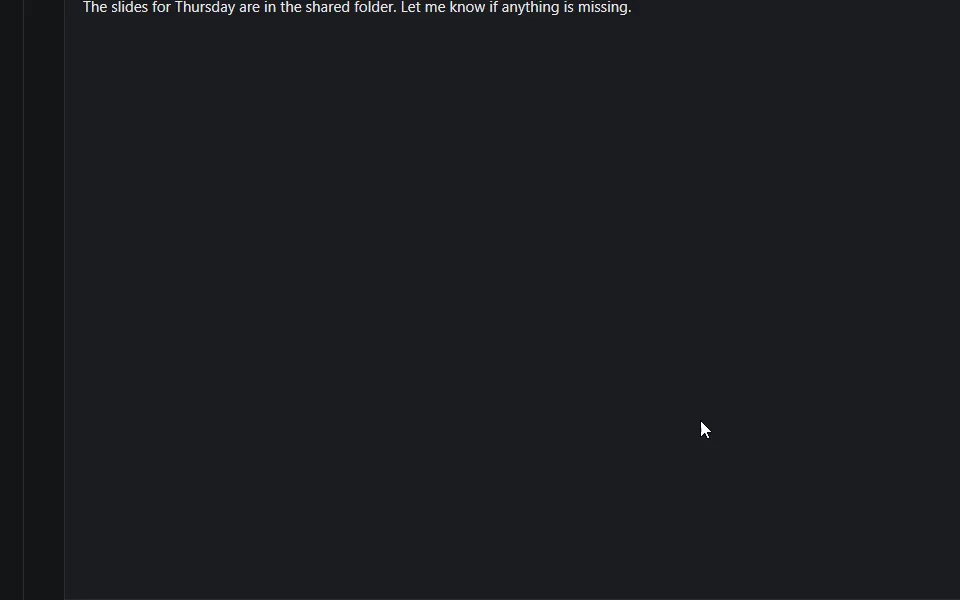 The slides for Thursday are in the shared folder. Let me know if anything is missing.